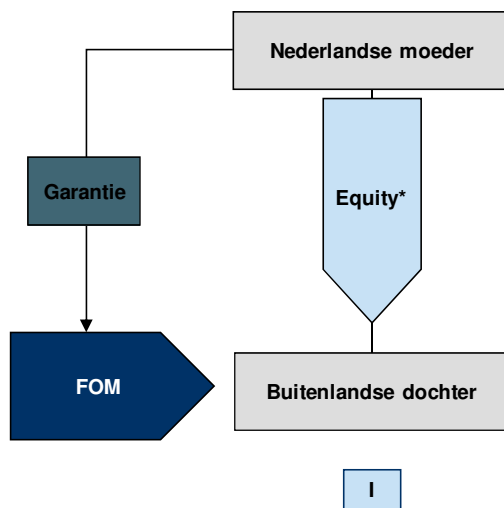 Nederlandse moeder
Garantie
Equity*
FOM
Buitenlandse dochter
I